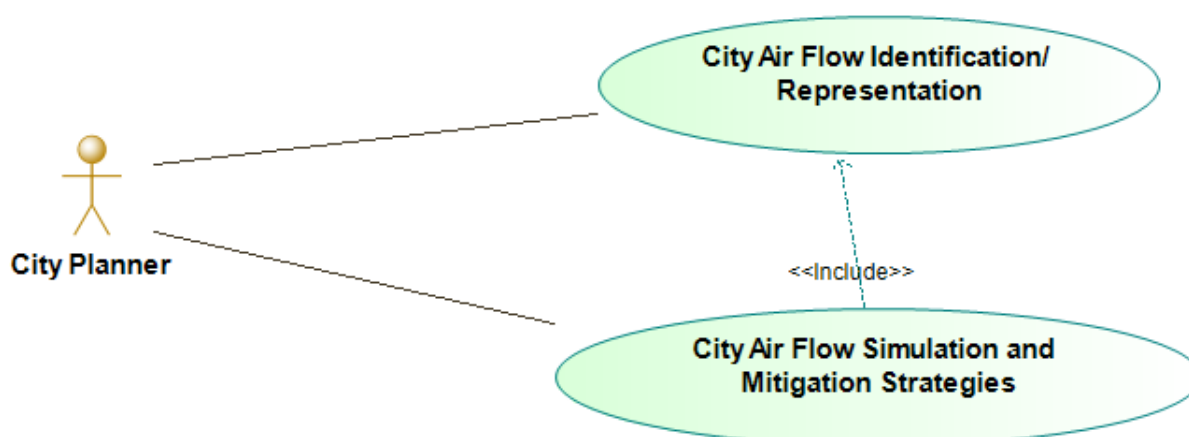 City Air Flow Identification/
Representation
City Planner
<<Include>>
City Air Flow Simulation and
Mitigation Strategies